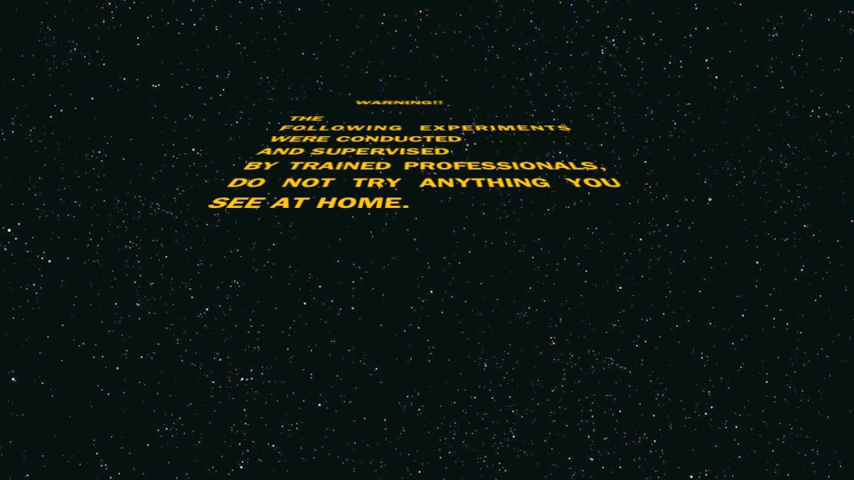 WARNING!!
THE
FOLLOWING EXPERIMENTS
WERE CONDUCTED
AND SUPERVISED
BY TRAINED PROFESSIONALS.
DO NOT TRY ANYTHING YOU
SEE AT HOME.